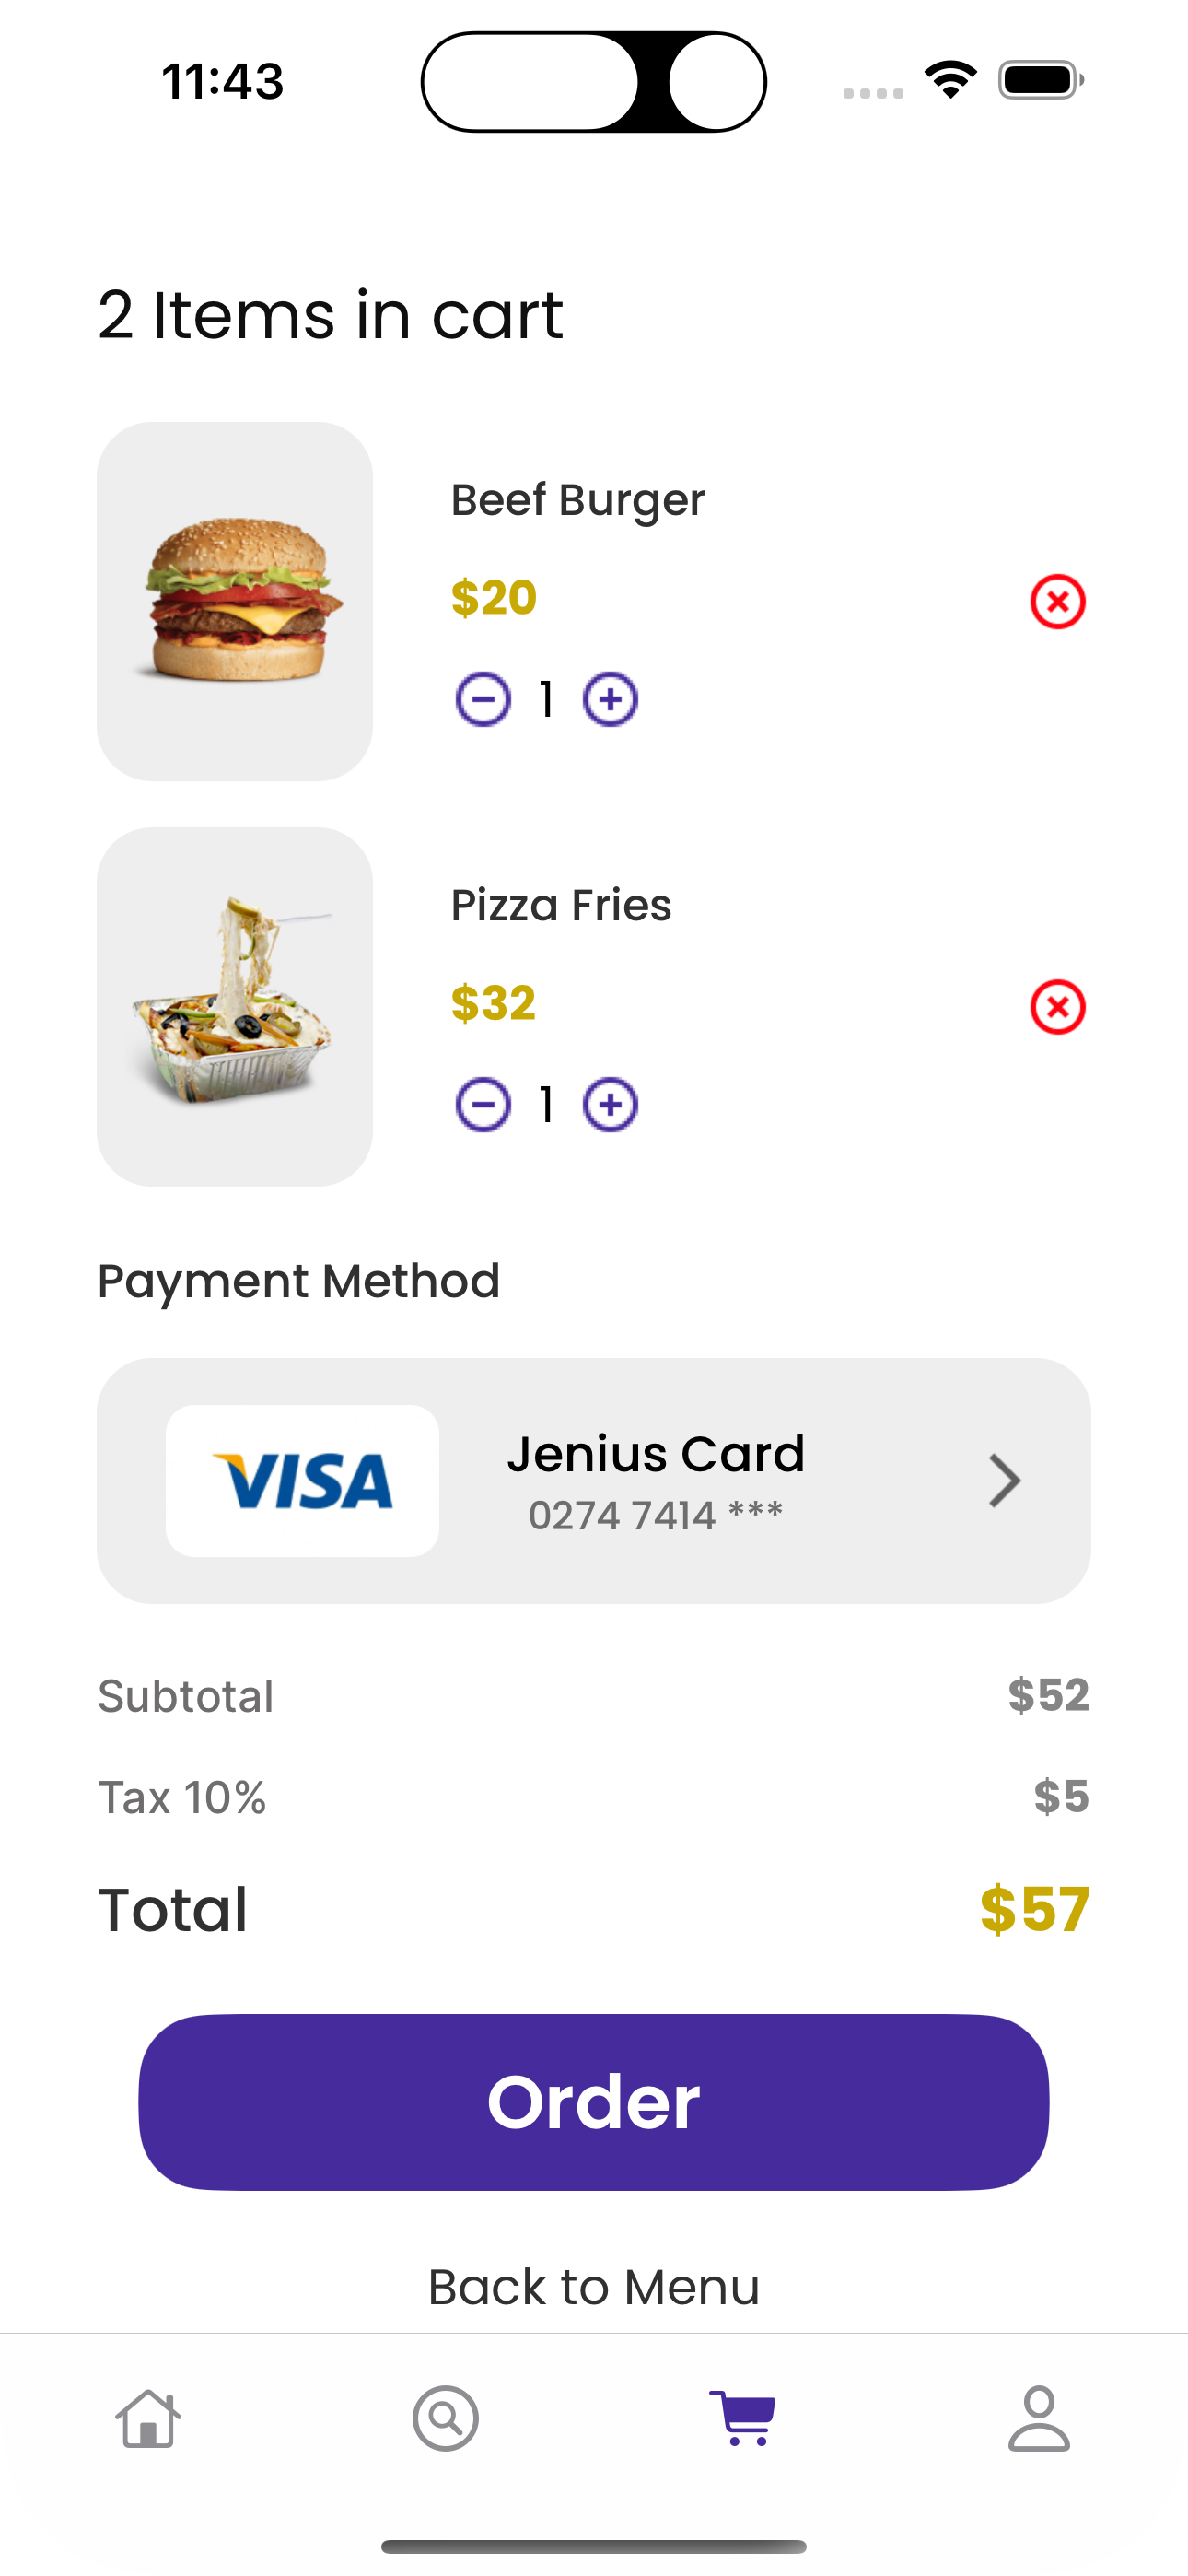 11:43
2 Items in cart
Beef Burger
$20
1
Pizza Fries
$32
1
Payment Method
VISA
Jenius Card
0274 7414 ***
Subtotal
$52
Tax 10%
$5
Total
$57
Order
Back to Menu